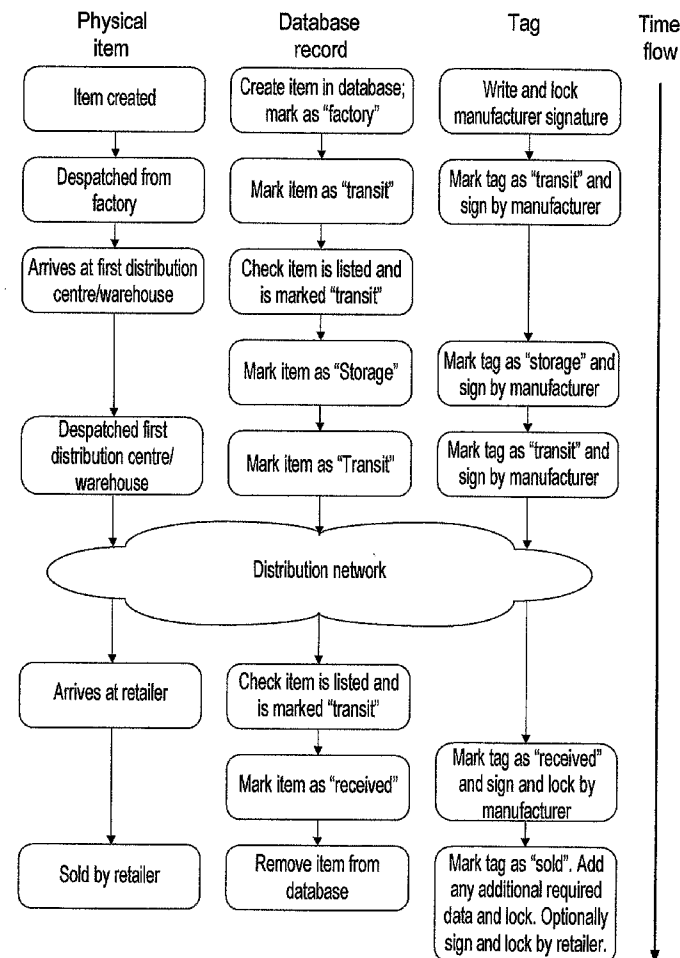 Physical
item
Database
record
Tag
Time
flow
Item created
Create item in database;
mark as “factory”
Write and lock
manufacturer signature
Despatched from
factory
Mark item as “transit”
Mark tag as “transit” and
sign by manufacturer
Arrives at first distribution
centre/warehouse
Check item is listed and
is marked “transit”
Mark item as “Storage”
Mark tag as “storage” and
sign by manufacturer
Despatched first
distribution centre/
warehouse
Mark item as “Transit”
Mark tag as “transit” and
sign by manufacturer
Distribution network
Arrives at retailer
Check item is listed and
is marked “transit”
Mark item as “received”
Mark tag as “received”
and sign and lock by
manufacturer
Sold by retailer
Remove item from
database
Mark tag as “sold”. Add
any additional required
data and lock. Optionally
sign and lock by retailer.